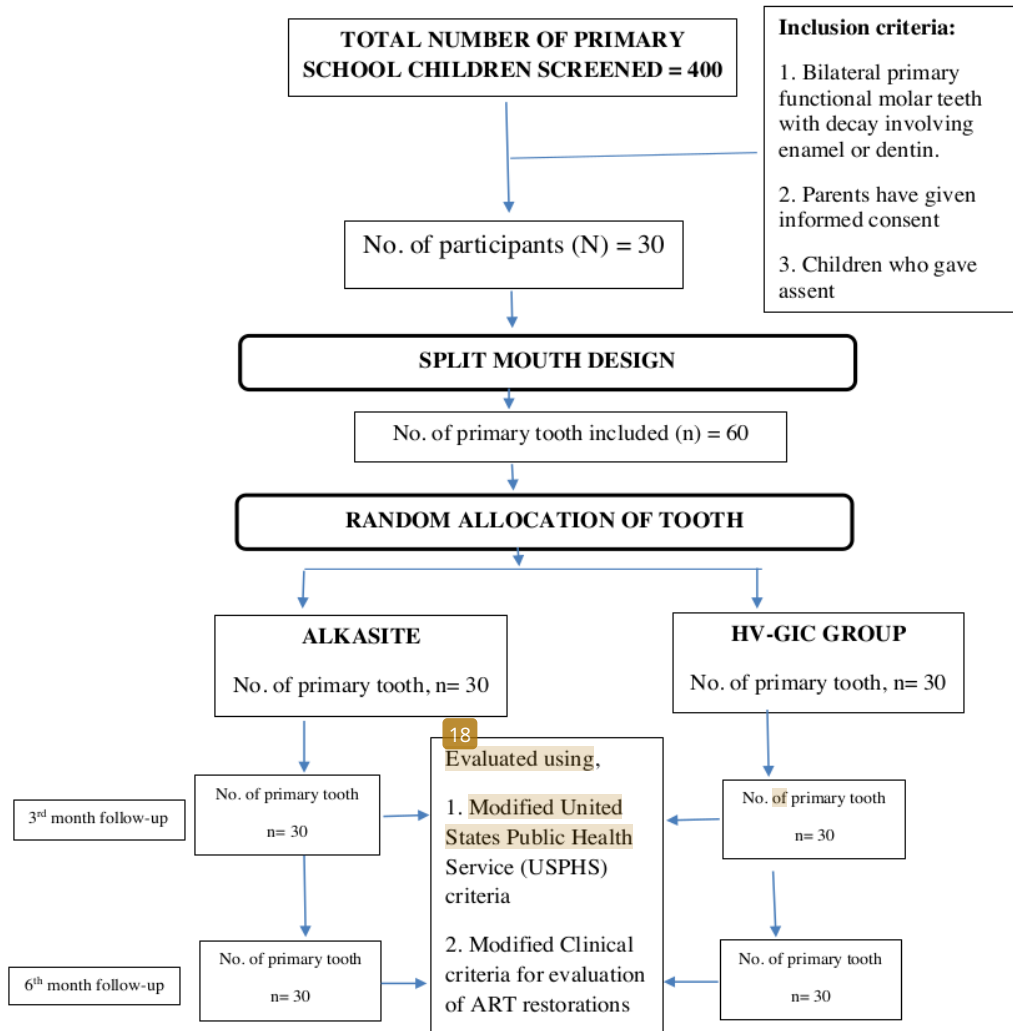 TOTAL NUMBER OF PRIMARY
SCHOOL CHILDREN SCREENED = 400
Inclusion criteria:
1. Bilateral primary
functional molar teeth
with decay involving
enamel or dentin.
2. Parents have given
informed consent
3. Children who gave
assent
No. of participants (N) = 30
SPLIT MOUTH DESIGN
No. of primary tooth included (n) = 60
RANDOM ALLOCATION OF TOOTH
ALKASITE
No. of primary tooth, n= 30
HV-GIC GROUP
No. of primary tooth, n= 30
3rd month follow-up
No. of primary tooth
n= 30
18
Evaluated using,
1. Modified United
States Public Health
Service (USPHS)
criteria
2. Modified Clinical
criteria for evaluation
of ART restorations
No. of primary tooth
n= 30
6th month follow-up
No. of primary tooth
n= 30
No. of primary tooth
n= 30